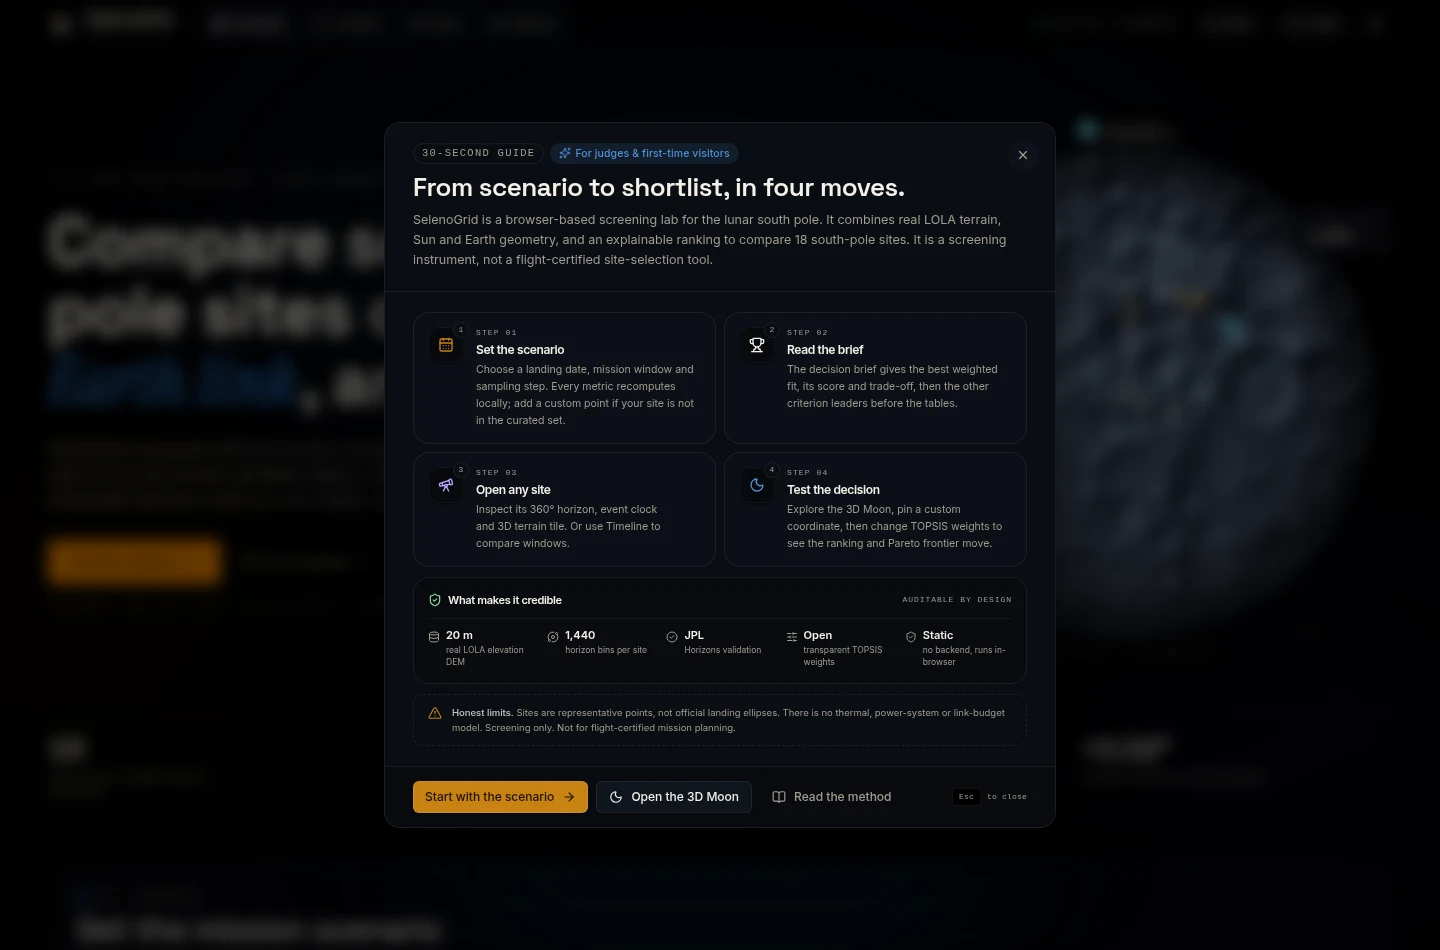 30-SECOND GUIDE
For judges & first-time visitors
From scenario to shortlist, in four moves.
SelenoGrid is a browser-based screening lab for the lunar south pole. It combines real LOLA terrain,
Sun and Earth geometry, and an explainable ranking to compare 18 south-pole sites. It is a screening
instrument, not a flight-certified site-selection tool.
1
STEP 01
Set the scenario
Choose a landing date, mission window and
sampling step. Every metric recomputes
locally; add a custom point if your site is not
in the curated set.
2
STEP 02
Read the brief
The decision brief gives the best weighted
fit, its score and trade-off, then the other
criterion leaders before the tables.
3
STEP 03
Open any site
Inspect its 360° horizon, event clock
and 3D terrain tile. Or use Timeline to
compare windows.
4
STEP 04
Test the decision
Explore the 3D Moon, pin a custom
coordinate, then change TOPSIS weights to
see the ranking and Pareto frontier move.
What makes it credible
AUDITABLE BY DESIGN
20 m
real LOLA elevation
DEM
1,440
horizon bins per site
JPL
Horizons validation
Open
transparent TOPSIS
weights
Static
no backend, runs in-
browser
Honest limits. Sites are representative points, not official landing ellipses. There is no thermal, power-system or link-budget
model. Screening only. Not for flight-certified mission planning.
Start with the scenario
Open the 3D Moon
Read the method
Esc to close
Compare s
pole sites
Earth link, a
Set the mission scenario